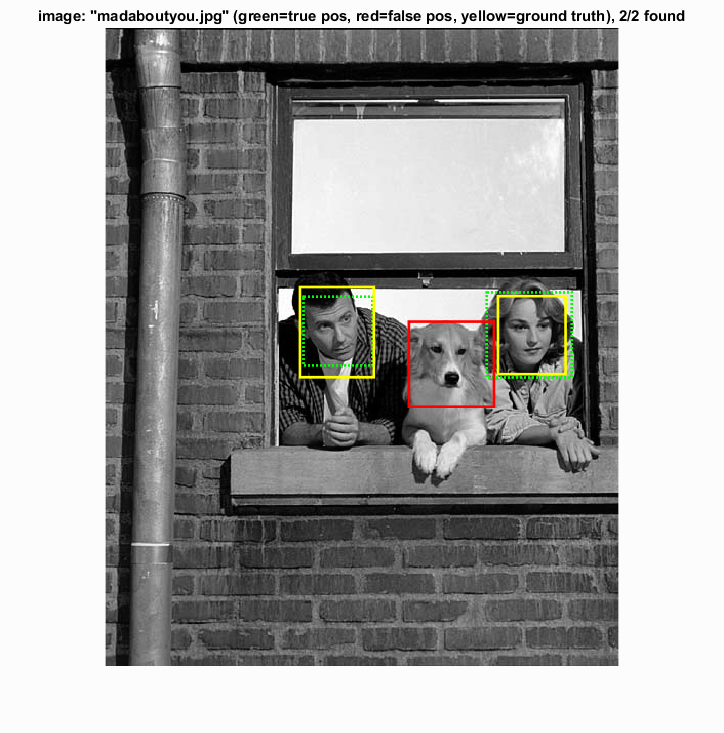 image: "madaboutyou.jpg" (green=true pos, red=false pos, yellow=ground truth), 2/2 found